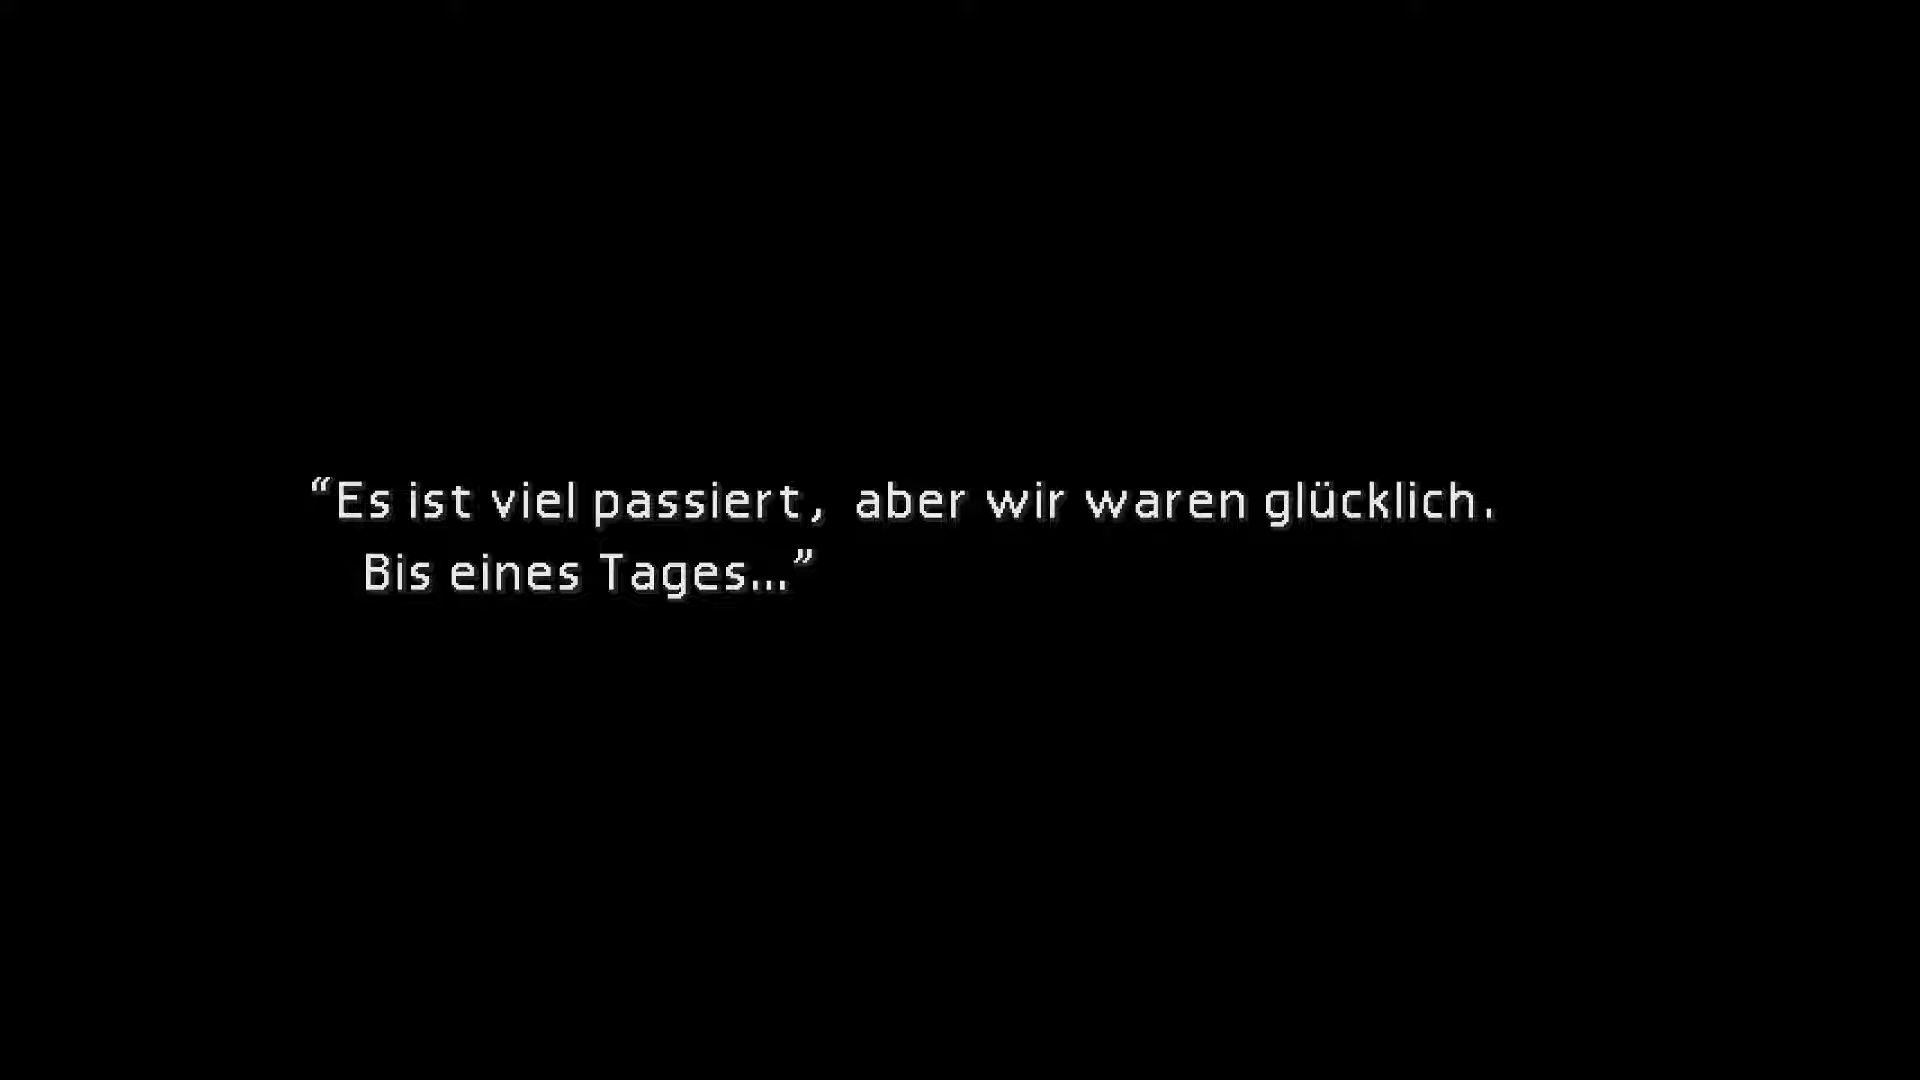 “Es ist viel passiert, aber wir waren glücklich.
Bis eines Tages...”